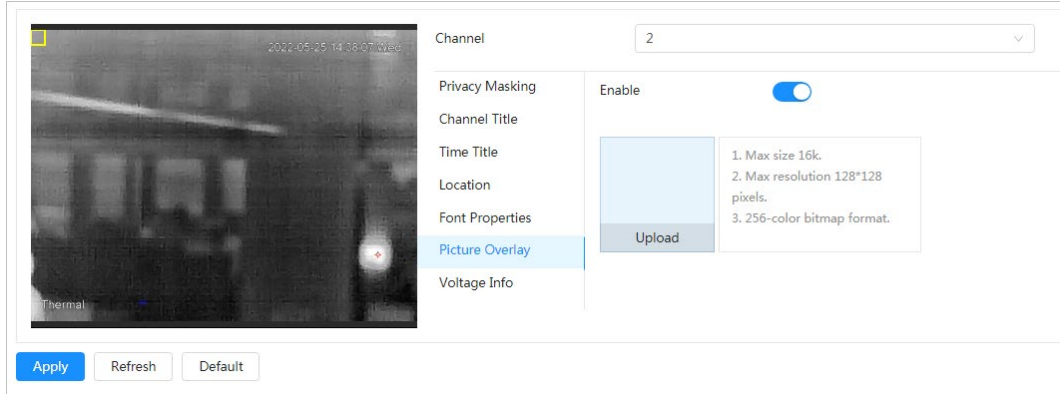 2022-05-25 14:38:07 Wed
Thermal
Channel
2
Privacy Masking
Channel Title
Time Title
Location
Font Properties
Picture Overlay
Voltage Info
Enable
Upload
1. Max size 16k.
2. Max resolution 128*128
pixels.
3. 256-color bitmap format.
Apply
Refresh
Default